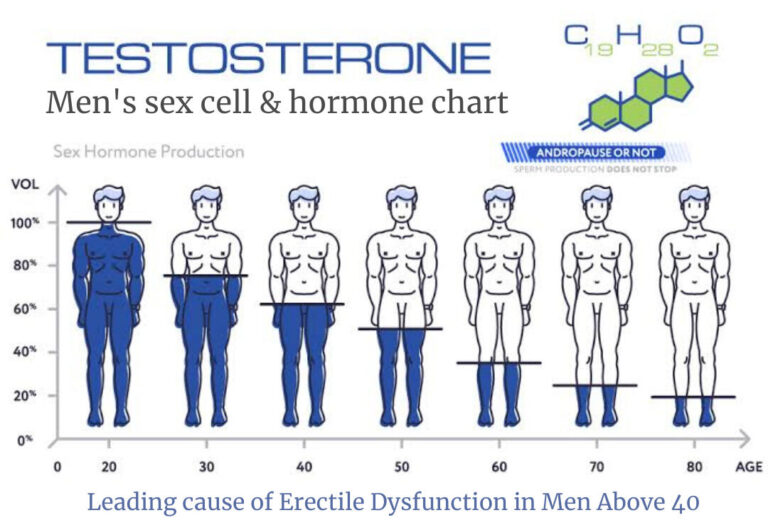 TESTOSTERONE
Men's sex cell & hormone chart
C19H28O2
ANDROPAUSE OR NOT
SPERM PRODUCTION DOES NOT STOP
Sex Hormone Production
VOL
100%
80%
60%
40%
20%
0%
0 20 30 40 50 60 70 80 AGE
Leading cause of Erectile Dysfunction in Men Above 40